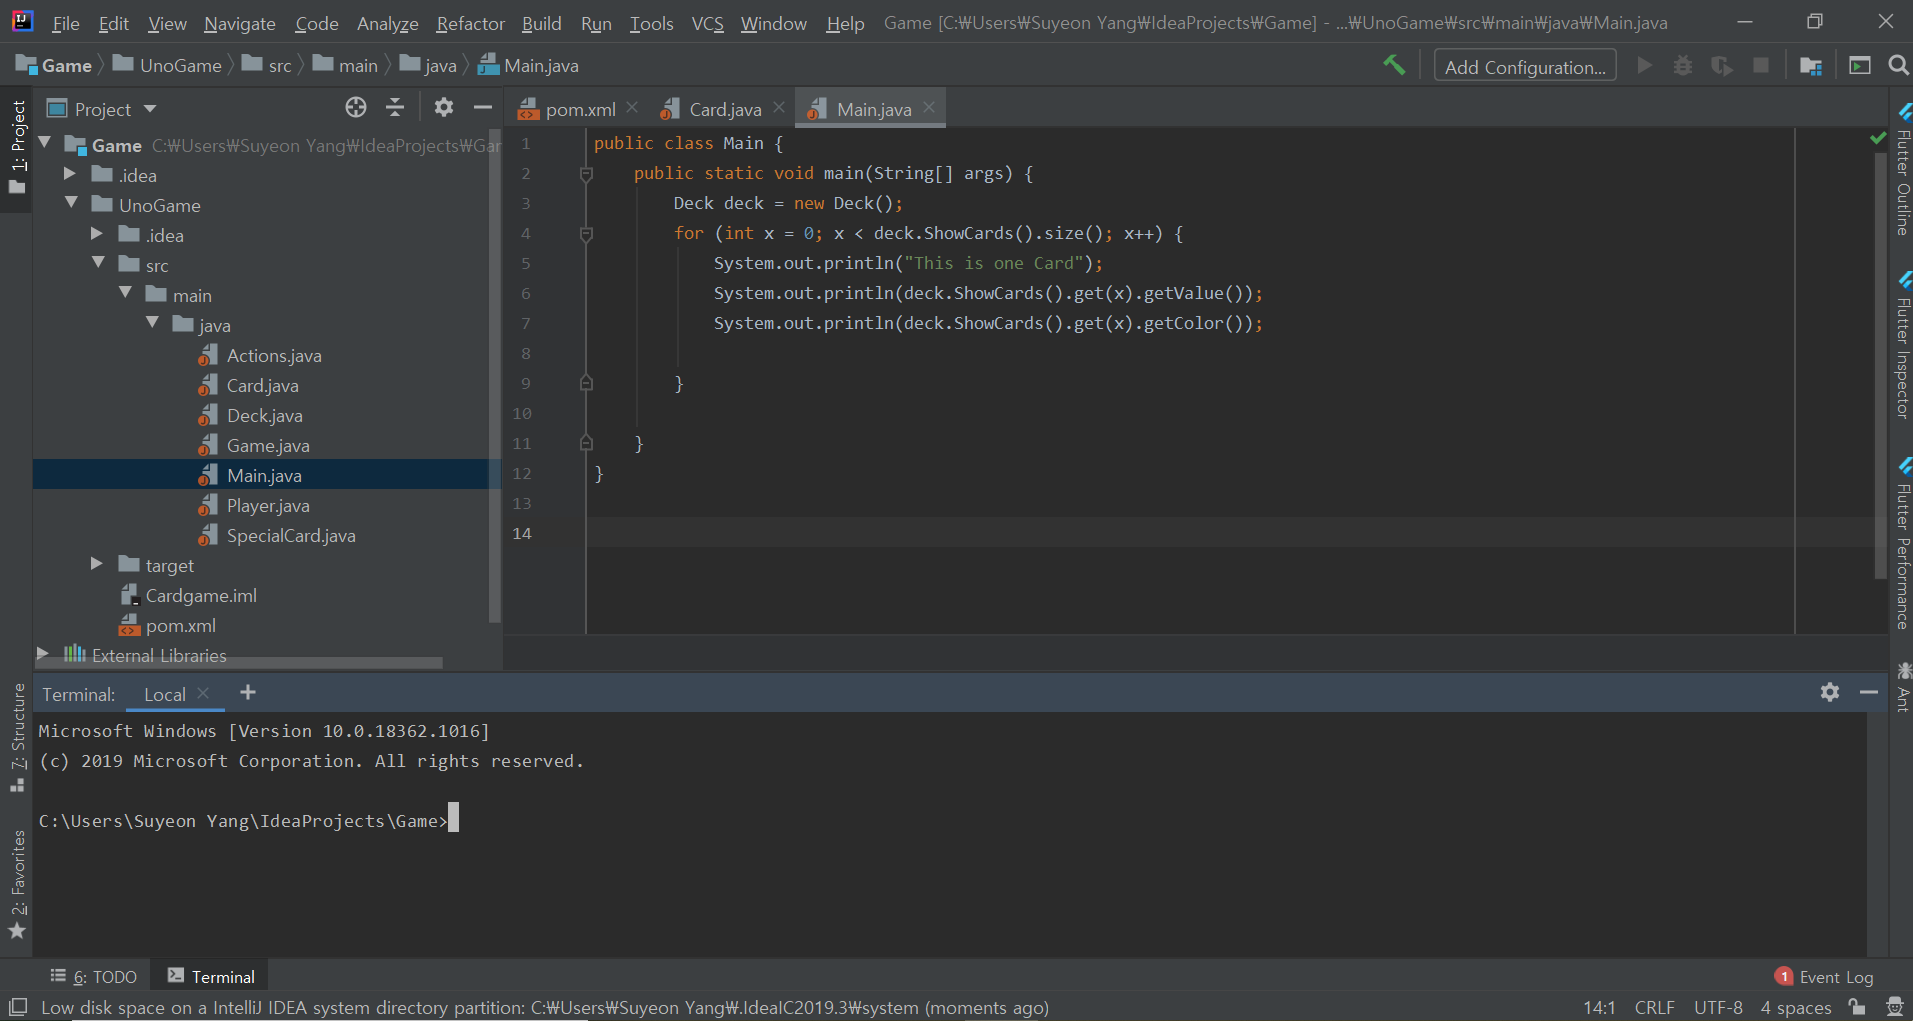 File Edit View Navigate Code Analyze Refactor Build Run Tools VCS Window Help Game [C:₩Users₩Suyeon Yang₩IdeaProjects₩Game] - ...₩UnoGame₩src₩main₩java₩Main.java
Game UnoGame src main java Main.java Add Configuration...
1: Project
Project
Game C:₩Users₩Suyeon Yang₩IdeaProjects₩Gar
.idea
UnoGame
.idea
src
main
java
Actions.java
Card.java
Deck.java
Game.java
Main.java
Player.java
SpecialCard.java
target
Cardgame.iml
pom.xml
External Libraries
pom.xml Card.java Main.java
1 public class Main {
2 public static void main(String[] args) {
3 Deck deck = new Deck();
4 for (int x = 0; x < deck.ShowCards().size(); x++) {
5 System.out.println("This is one Card");
6 System.out.println(deck.ShowCards().get(x).getValue());
7 System.out.println(deck.ShowCards().get(x).getColor());
8
9 }
10
11 }
12 }
13
14
Flutter Outline
Flutter Inspector
Flutter Performance
Ant
7: Structure
2: Favorites
Terminal: Local
Microsoft Windows [Version 10.0.18362.1016]
(c) 2019 Microsoft Corporation. All rights reserved.
C:\Users\Suyeon Yang\IdeaProjects\Game>
6: TODO Terminal 1 Event Log
Low disk space on a IntelliJ IDEA system directory partition: C:₩Users₩Suyeon Yang₩.IdeaIC2019.3₩system (moments ago) 14:1 CRLF UTF-8 4 spaces